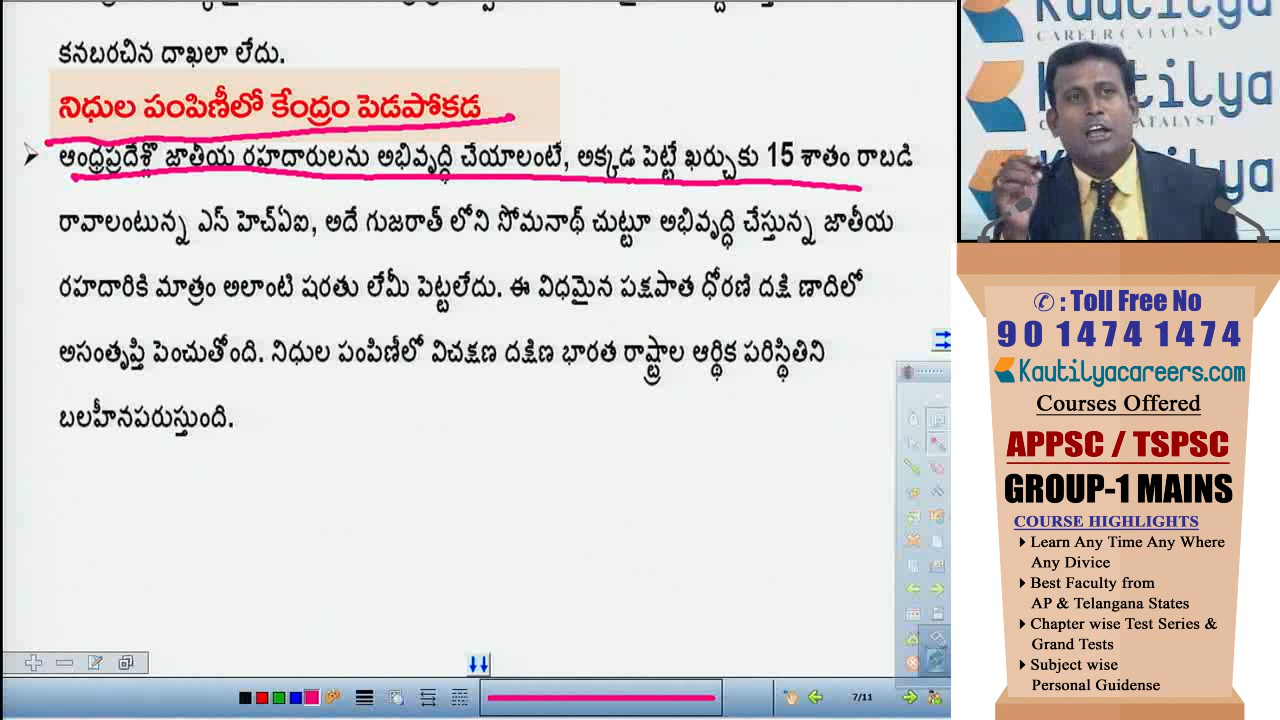 కనబరచిన దాఖలా లేదు.
నిధుల పంపిణీలో కేంద్రం పెడపోకడ
ఆంధ్రప్రదేశ్లో జాతీయ రహదారులను అభివృద్ధి చేయాలంటే, అక్కడ పెట్టే ఖర్చుకు 15 శాతం రాబడి
రావాలంటున్న ఎన్ హెచ్ఏఐ, అదే గుజరాత్ లోని సోమనాథ్ చుట్టూ అభివృద్ధి చేస్తున్న జాతీయ
రహదారికి మాత్రం అలాంటి షరతు లేమీ పెట్టలేదు. ఈ విధమైన పక్షపాత ధోరణి దక్షి ణాదిలో
అసంతృప్తి పెంచుతోంది. నిధుల పంపిణీలో విచక్షణ దక్షిణ భారత రాష్ట్రాల ఆర్థిక పరిస్థితిని
బలహీనపరుస్తుంది.
7/11
Kautilya
CAREER CATALYST
Kautilya
Kautilya
✆ : Toll Free No
90 1474 1474
Kautilyacareers.com
Courses Offered
APPSC / TSPSC
GROUP-1 MAINS
COURSE HIGHLIGHTS
Learn Any Time Any Where
Any Divice
Best Faculty from
AP & Telangana States
Chapter wise Test Series &
Grand Tests
Subject wise
Personal Guidense